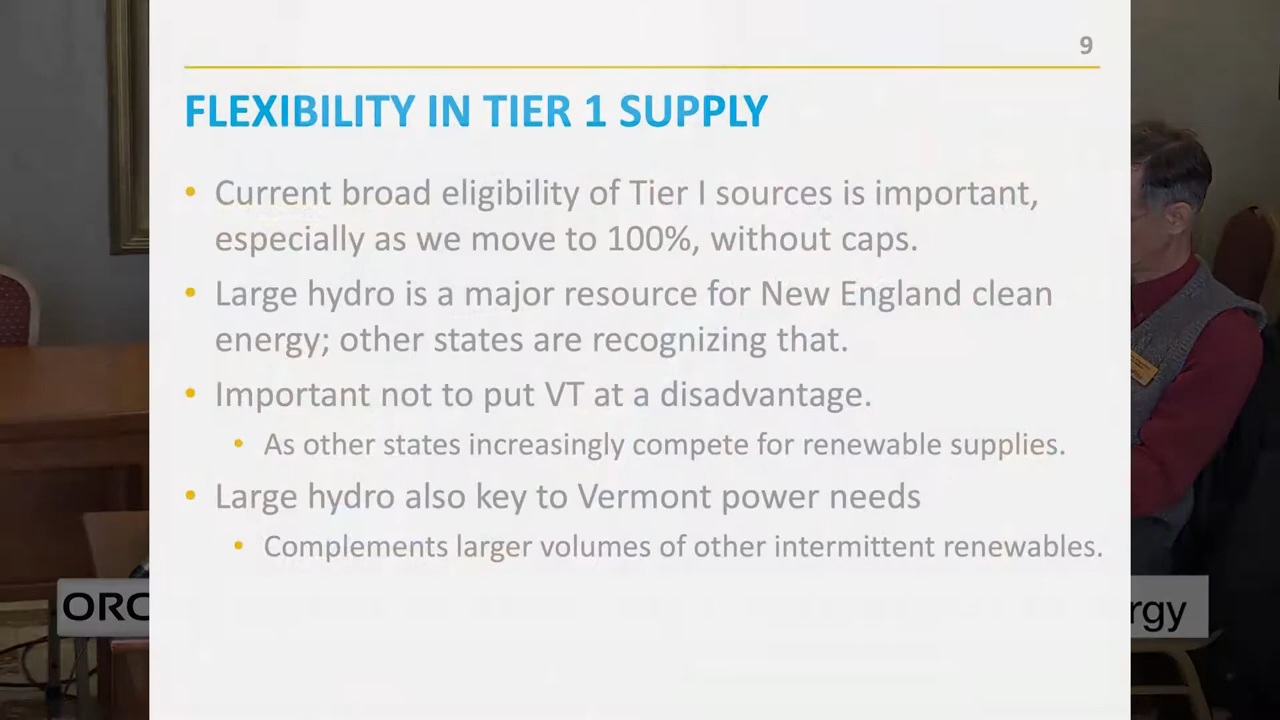 9
FLEXIBILITY IN TIER 1 SUPPLY
• Current broad eligibility of Tier I sources is important,
especially as we move to 100%, without caps.
• Large hydro is a major resource for New England clean
energy; other states are recognizing that.
• Important not to put VT at a disadvantage.
• As other states increasingly compete for renewable supplies.
• Large hydro also key to Vermont power needs
• Complements larger volumes of other intermittent renewables.
ORC
rgy